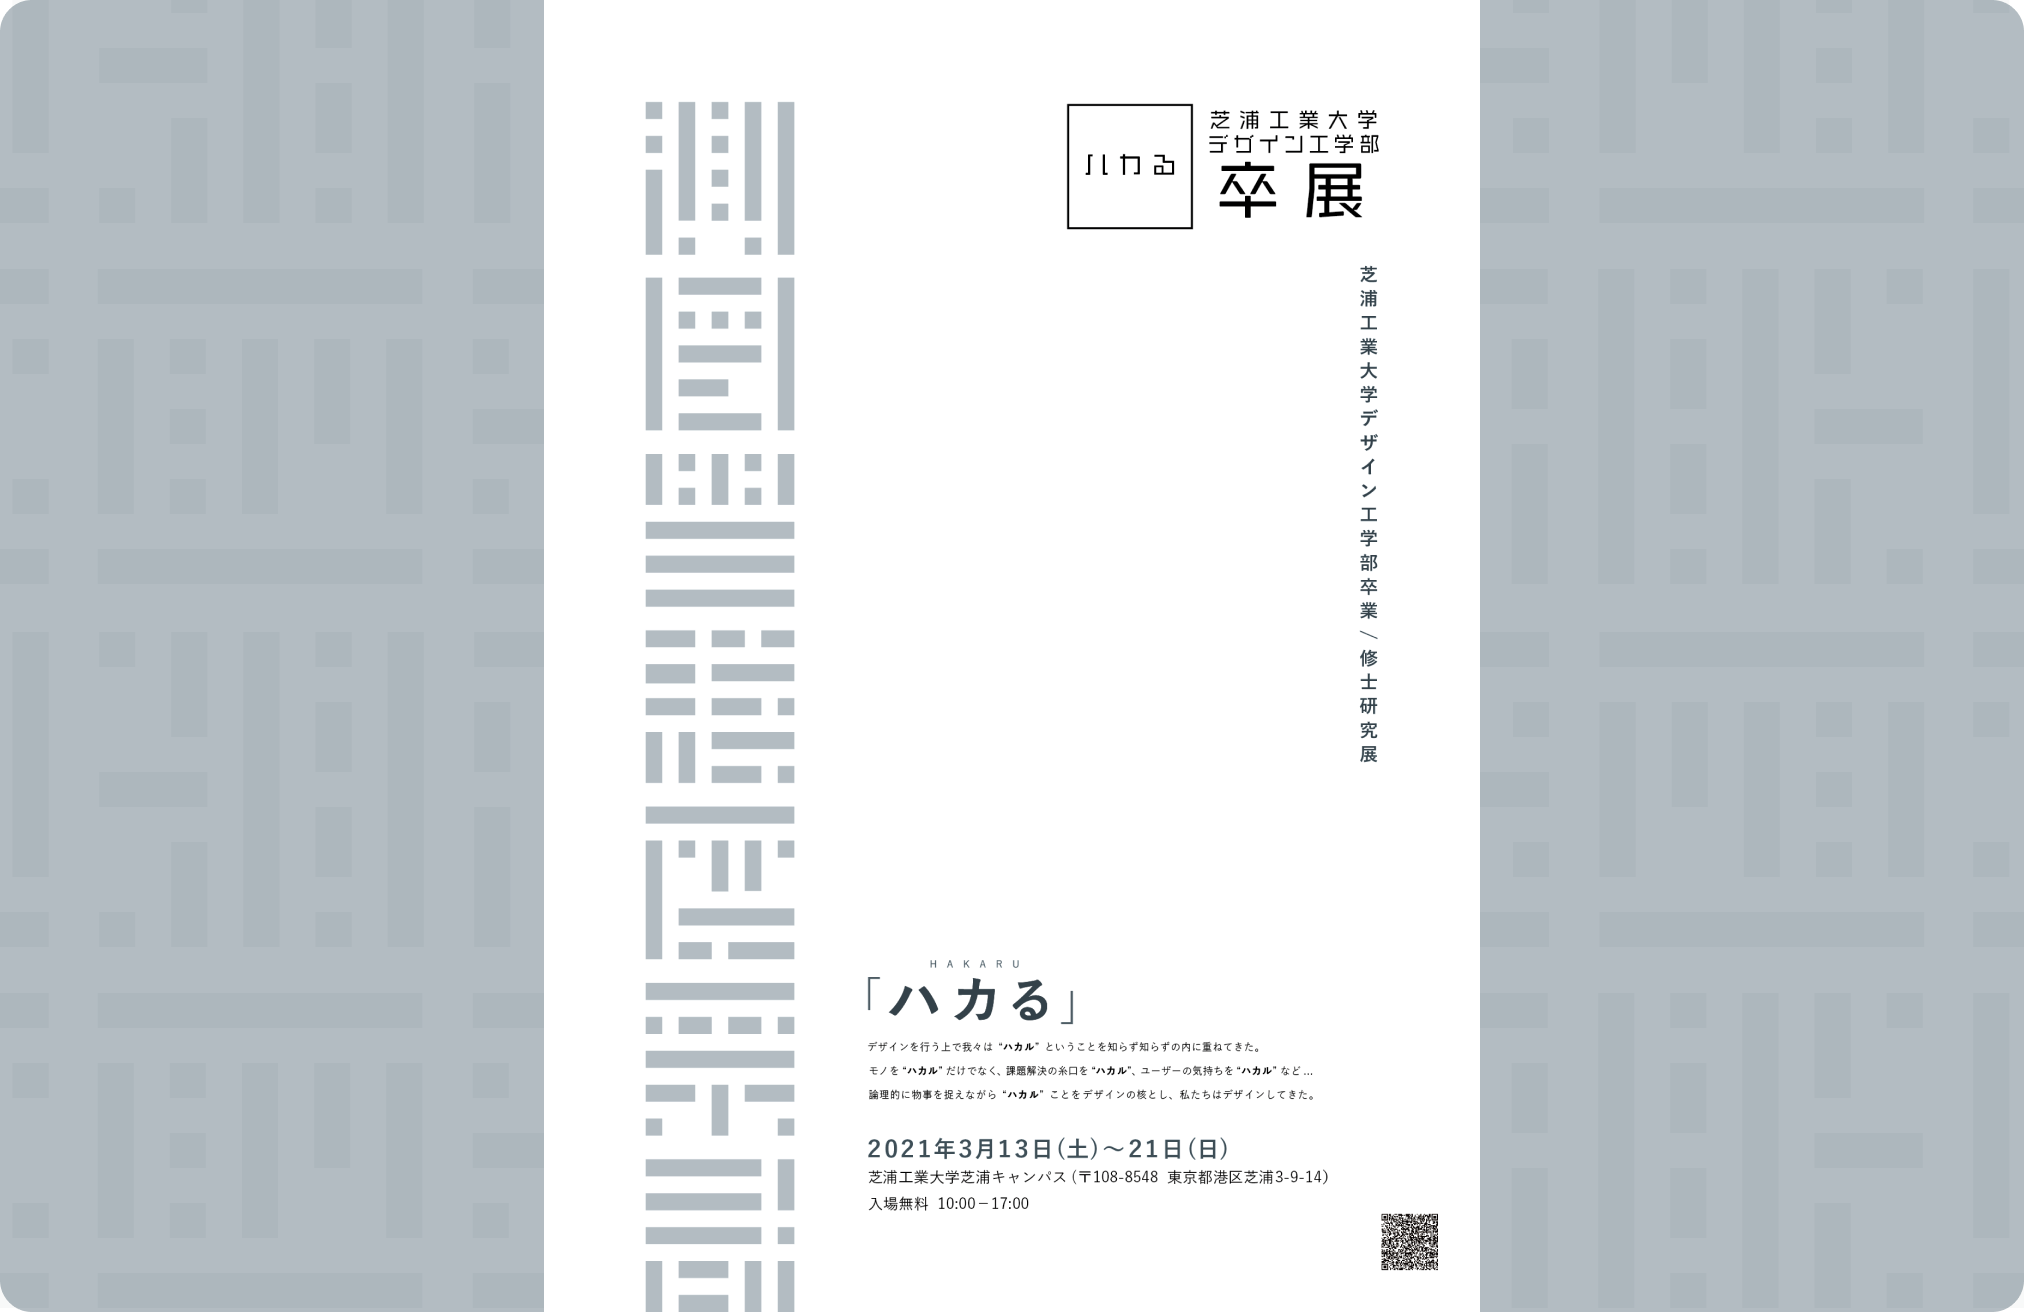 ハカる
芝浦工業大学
デザイン工学部
卒展
芝浦工業大学デザイン工学部卒業/修士研究展
HAKARU
「ハカる」
デザインを行う上で我々は “ハカル” ということを知らず知らずの内に重ねてきた。
モノを “ハカル” だけでなく、課題解決の糸口を “ハカル”、ユーザーの気持ちを “ハカル” など…
論理的に物事を捉えながら “ハカル” ことをデザインの核とし、私たちはデザインしてきた。
2021年3月13日(土)～21日(日)
芝浦工業大学芝浦キャンパス(〒108-8548 東京都港区芝浦3-9-14)
入場無料 10:00－17:00